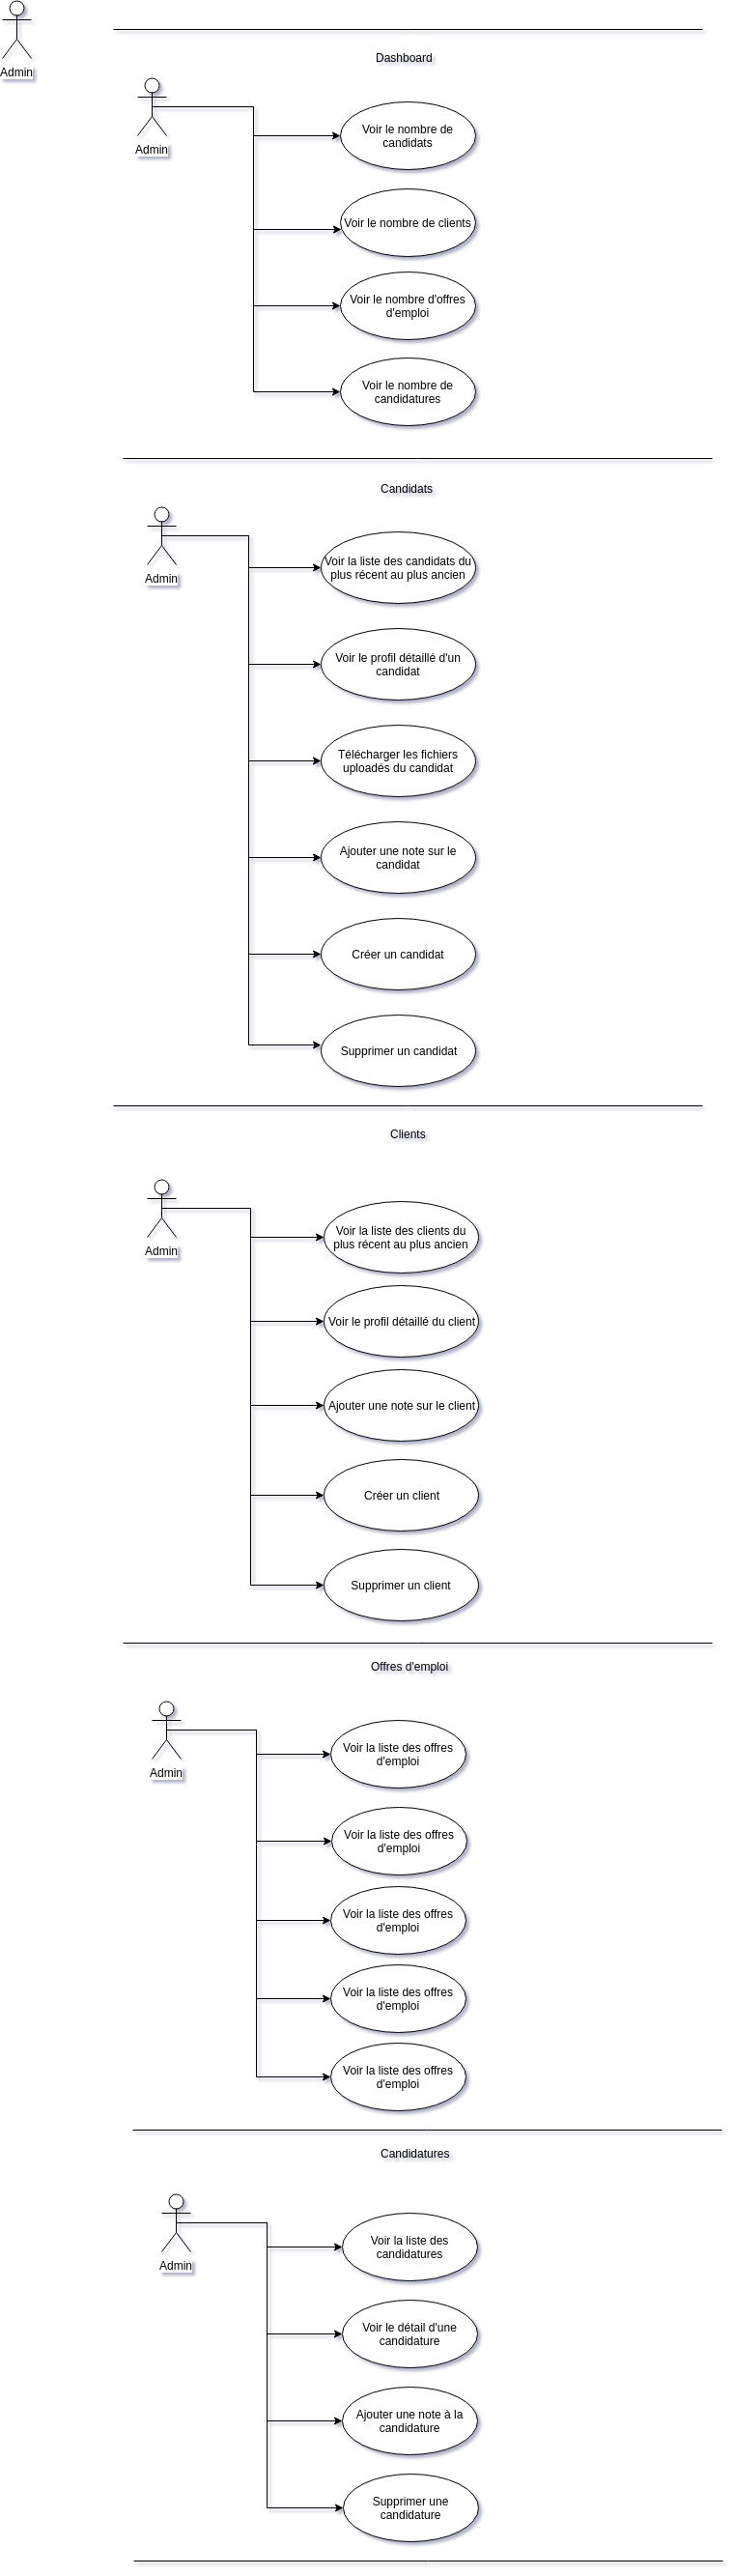 Admin
Dashboard
Admin
Voir le nombre de
candidats
Voir le nombre de clients
Voir le nombre d'offres
d'emploi
Voir le nombre de
candidatures
Candidats
Admin
Voir la liste des candidats du
plus récent au plus ancien
Voir le profil détaillé d'un
candidat
Télécharger les fichiers
uploadés du candidat
Ajouter une note sur le
candidat
Créer un candidat
Supprimer un candidat
Clients
Admin
Voir la liste des clients du
plus récent au plus ancien
Voir le profil détaillé du client
Ajouter une note sur le client
Créer un client
Supprimer un client
Offres d'emploi
Admin
Voir la liste des offres
d'emploi
Voir la liste des offres
d'emploi
Voir la liste des offres
d'emploi
Voir la liste des offres
d'emploi
Voir la liste des offres
d'emploi
Candidatures
Admin
Voir la liste des
candidatures
Voir le détail d'une
candidature
Ajouter une note à la
candidature
Supprimer une
candidature